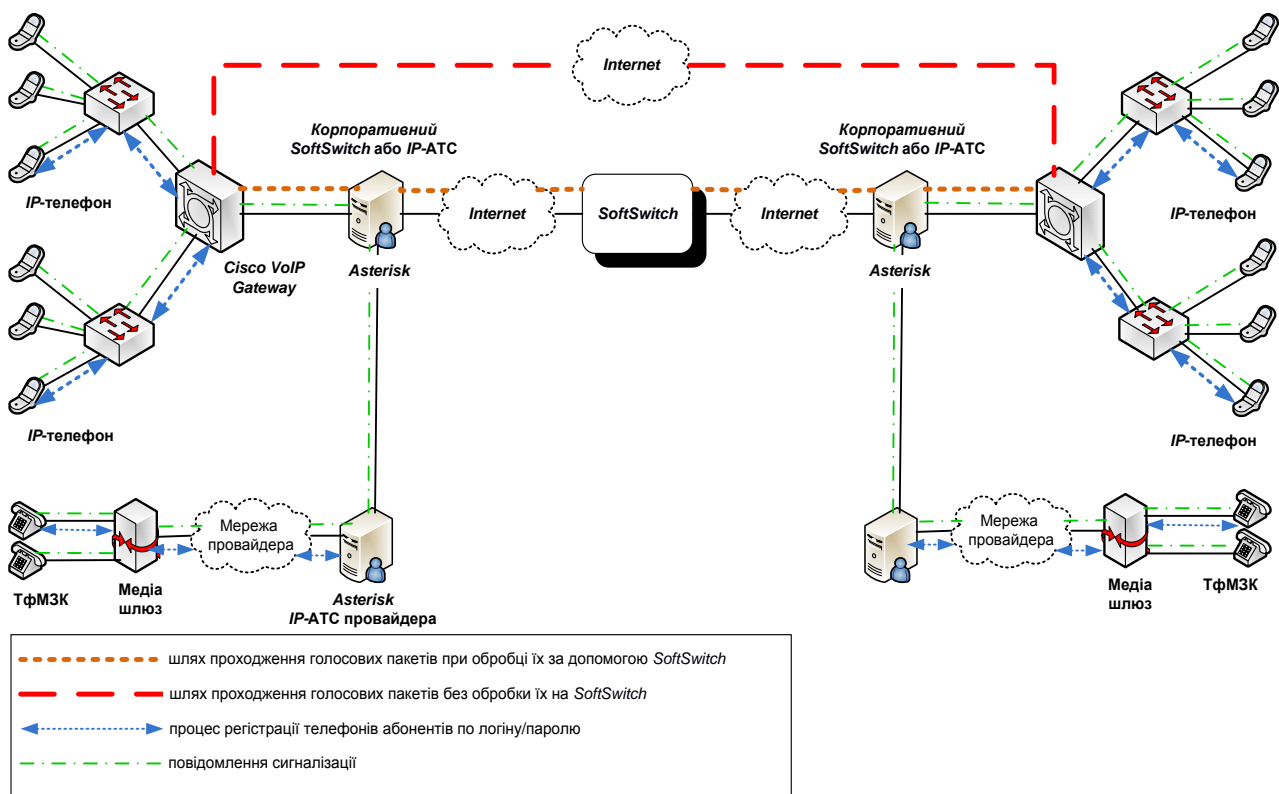 Internet
Корпоративний
SoftSwitch або IP-АТС
Корпоративний
SoftSwitch або IP-АТС
IP-телефон
Internet
SoftSwitch
Internet
IP-телефон
Cisco VoIP
Gateway
Asterisk
Asterisk
IP-телефон
IP-телефон
Мережа
провайдера
Мережа
провайдера
ТфМЗК
Медіа
шлюз
Asterisk
IP-АТС провайдера
Медіа
шлюз
ТфМЗК
шлях проходження голосових пакетів при обробці їх за допомогою SoftSwitch
шлях проходження голосових пакетів без обробки їх на SoftSwitch
процес регістрації телефонів абонентів по логіну/паролю
повідомлення сигналізації